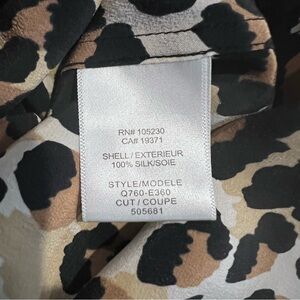 RN# 105230
CA# 19371
SHELL/EXTERIEUR
100% SILK/SOIE
STYLE/MODELE
Q760-E360
CUT/COUPE
505681